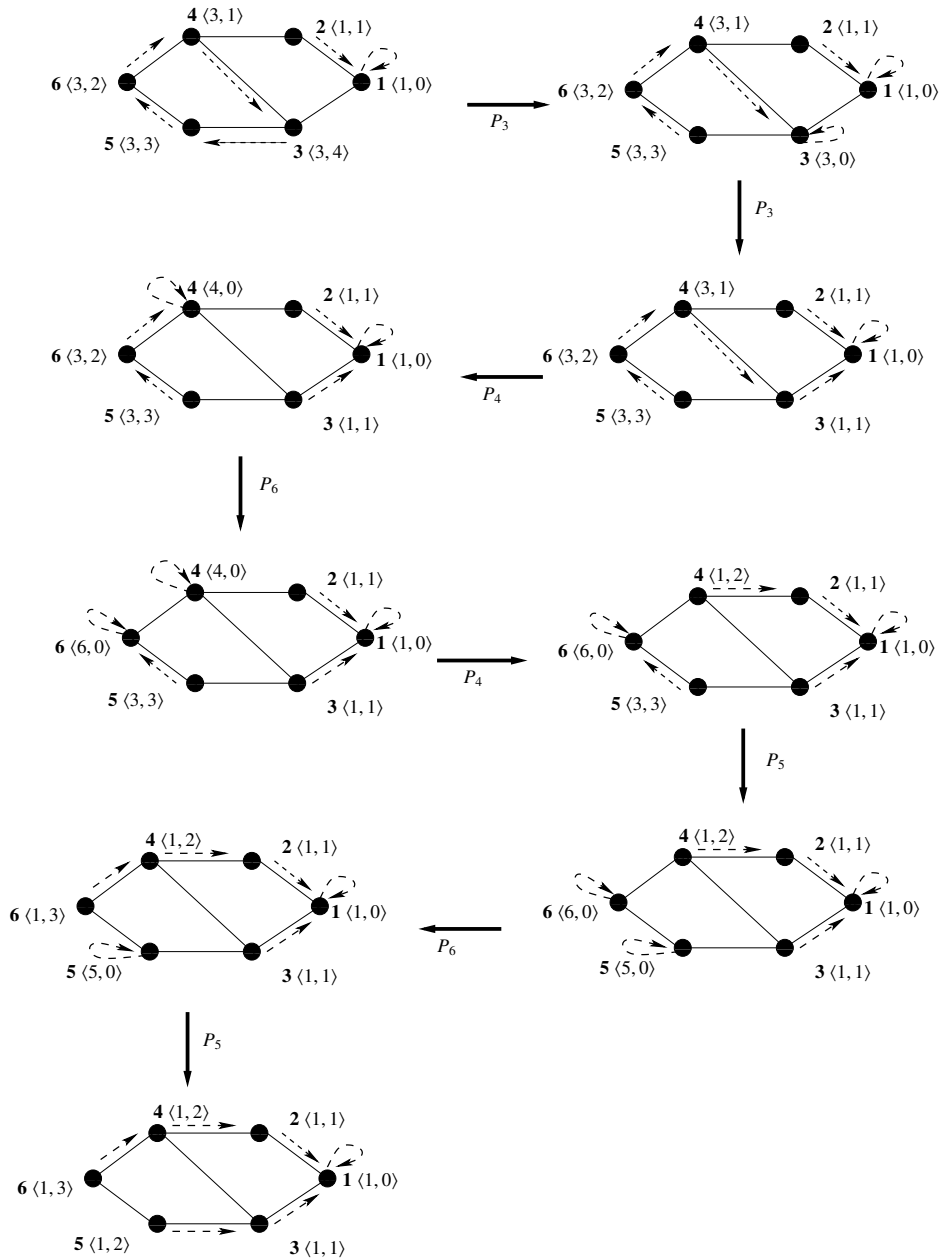 4 ⟨3, 1⟩
2 ⟨1, 1⟩
6 ⟨3, 2⟩
1 ⟨1, 0⟩
5 ⟨3, 3⟩
3 ⟨3, 4⟩
P3
4 ⟨3, 1⟩
2 ⟨1, 1⟩
6 ⟨3, 2⟩
1 ⟨1, 0⟩
5 ⟨3, 3⟩
3 ⟨3, 0⟩
P3
4 ⟨3, 1⟩
2 ⟨1, 1⟩
6 ⟨3, 2⟩
1 ⟨1, 0⟩
5 ⟨3, 3⟩
3 ⟨1, 1⟩
P4
4 ⟨4, 0⟩
2 ⟨1, 1⟩
6 ⟨3, 2⟩
1 ⟨1, 0⟩
5 ⟨3, 3⟩
3 ⟨1, 1⟩
P6
4 ⟨4, 0⟩
2 ⟨1, 1⟩
6 ⟨6, 0⟩
1 ⟨1, 0⟩
5 ⟨3, 3⟩
3 ⟨1, 1⟩
P4
4 ⟨1, 2⟩
2 ⟨1, 1⟩
6 ⟨6, 0⟩
1 ⟨1, 0⟩
5 ⟨3, 3⟩
3 ⟨1, 1⟩
P5
4 ⟨1, 2⟩
2 ⟨1, 1⟩
6 ⟨6, 0⟩
1 ⟨1, 0⟩
5 ⟨5, 0⟩
3 ⟨1, 1⟩
P6
4 ⟨1, 2⟩
2 ⟨1, 1⟩
6 ⟨1, 3⟩
1 ⟨1, 0⟩
5 ⟨5, 0⟩
3 ⟨1, 1⟩
P5
4 ⟨1, 2⟩
2 ⟨1, 1⟩
6 ⟨1, 3⟩
1 ⟨1, 0⟩
5 ⟨1, 2⟩
3 ⟨1, 1⟩